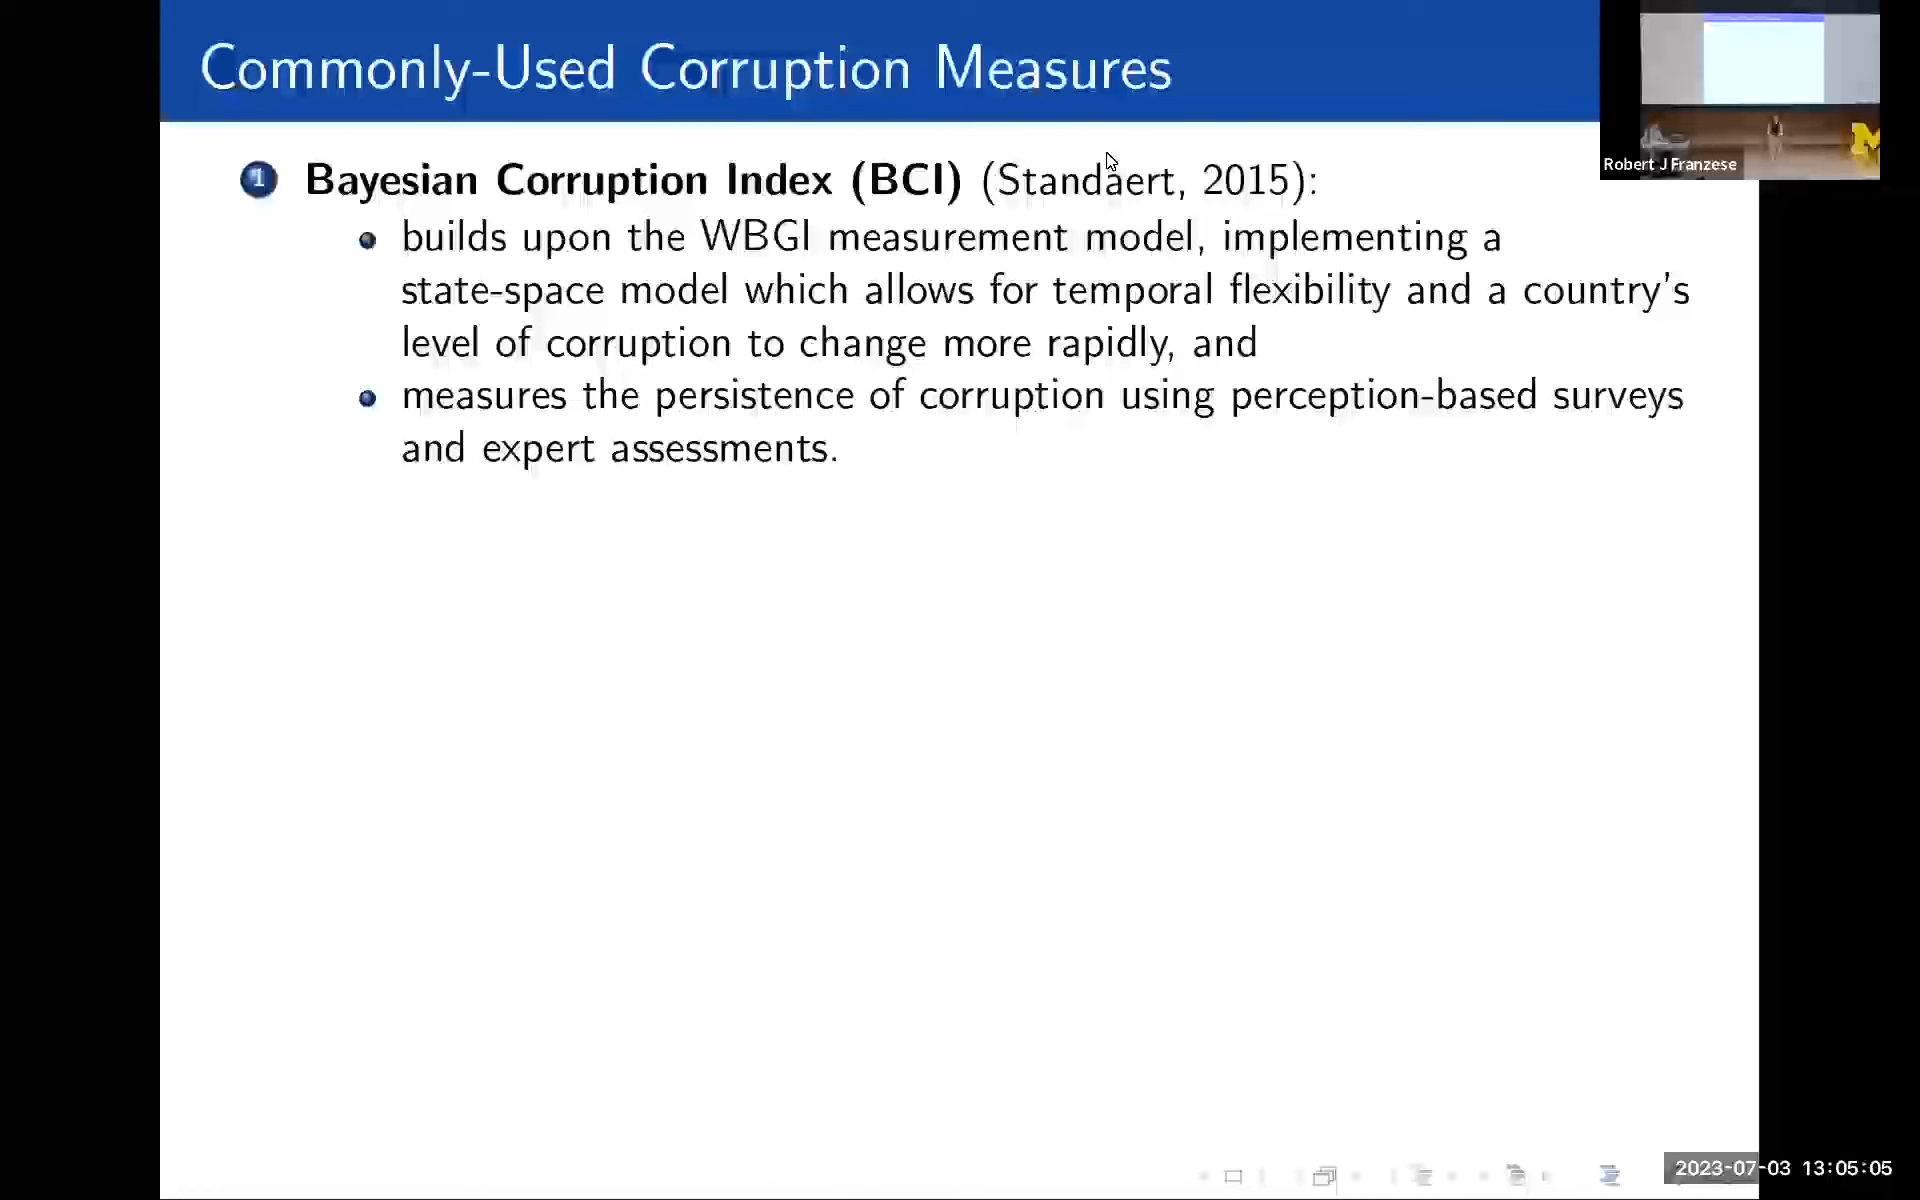 Commonly-Used Corruption Measures
1 Bayesian Corruption Index (BCI) (Standaert, 2015):
builds upon the WBGI measurement model, implementing a
state-space model which allows for temporal flexibility and a country's
level of corruption to change more rapidly, and
measures the persistence of corruption using perception-based surveys
and expert assessments.
M
Robert J Franzese
2023-07-03 13:05:05